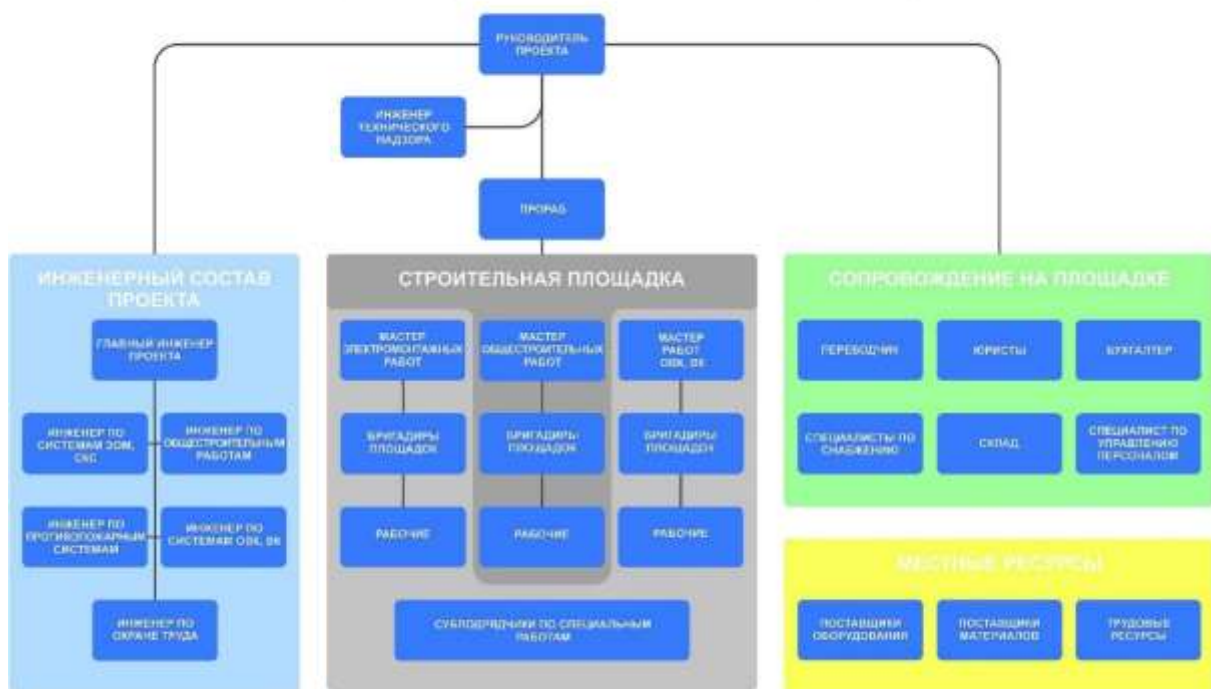 РУКОВОДИТЕЛЬ
ПРОЕКТА
ИНЖЕНЕР
ТЕХНИЧЕСКОГО
НАДЗОРА
ПРОРАБ
ИНЖЕНЕРНЫЙ СОСТАВ
ПРОЕКТА
ГЛАВНЫЙ ИНЖЕНЕР
ПРОЕКТА
ИНЖЕНЕР ПО
СИСТЕМАМ ЭОМ,
СКС
ИНЖЕНЕР ПО
ОБЩЕСТРОИТЕЛЬНЫМ
РАБОТАМ
ИНЖЕНЕР ПО
ПРОТИВОПОЖАРНЫМ
СИСТЕМАМ
ИНЖЕНЕР ПО
СИСТЕМАМ ОВК, ВК
ИНЖЕНЕР ПО
ОХРАНЕ ТРУДА
СТРОИТЕЛЬНАЯ ПЛОЩАДКА
МАСТЕР
ЭЛЕКТРОМОНТАЖНЫХ
РАБОТ
МАСТЕР
ОБЩЕСТРОИТЕЛЬНЫХ
РАБОТ
МАСТЕР
РАБОТ
ОВК, ВК
БРИГАДИРЫ
ПЛОЩАДОК
БРИГАДИРЫ
ПЛОЩАДОК
БРИГАДИРЫ
ПЛОЩАДОК
РАБОЧИЕ
РАБОЧИЕ
РАБОЧИЕ
СУБПОДРЯДЧИКИ ПО СПЕЦИАЛЬНЫМ
РАБОТАМ
СОПРОВОЖДЕНИЕ НА ПЛОЩАДКЕ
ПЕРЕВОДЧИК
ЮРИСТЫ
БУХГАЛТЕР
СПЕЦИАЛИСТЫ ПО
СНАБЖЕНИЮ
СКЛАД
СПЕЦИАЛИСТ ПО
УПРАВЛЕНИЮ
ПЕРСОНАЛОМ
МЕСТНЫЕ РЕСУРСЫ
ПОСТАВЩИКИ
ОБОРУДОВАНИЯ
ПОСТАВЩИКИ
МАТЕРИАЛОВ
ТРУДОВЫЕ
РЕСУРСЫ